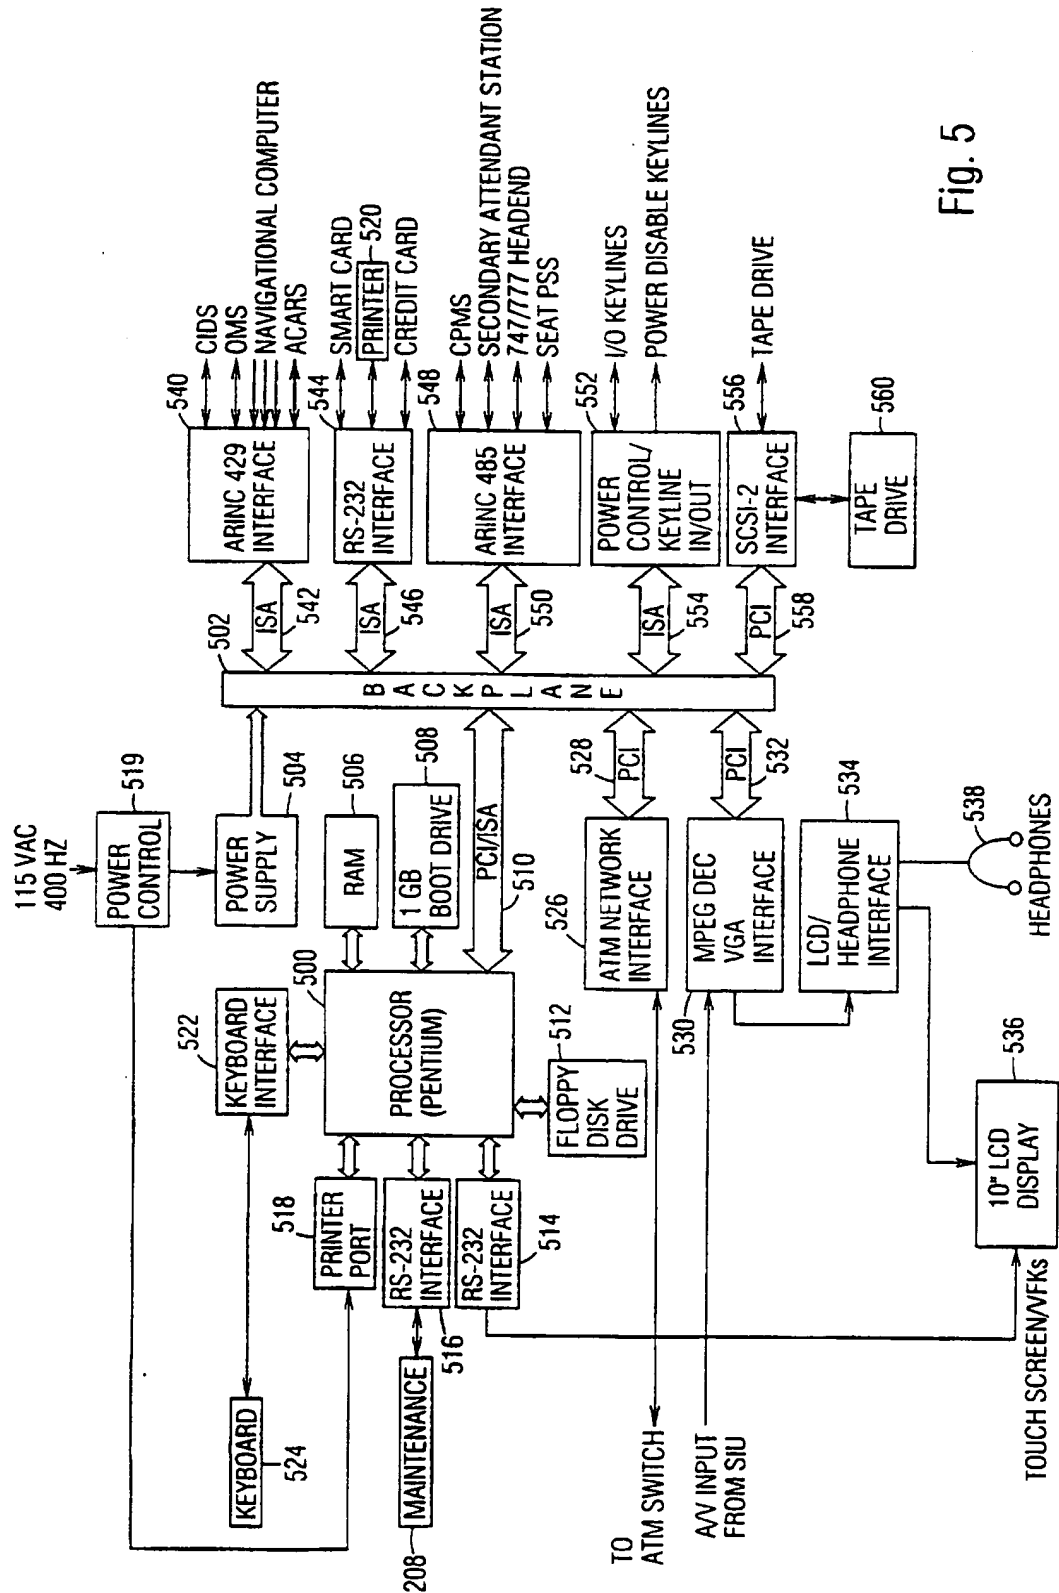 115 VAC
400 HZ
POWER
CONTROL
519
POWER
SUPPLY
504
502
BACKPLANE
KEYBOARD
524
KEYBOARD
INTERFACE
522
PROCESSOR
(PENTIUM)
500
RAM
506
1 GB
BOOT DRIVE
508
PCI/ISA
510
PRINTER
PORT
518
RS-232
INTERFACE
516
MAINTENANCE
208
RS-232
INTERFACE
514
FLOPPY
DISK
DRIVE
512
ISA
542
ARINC 429
INTERFACE
540
CIDS
OMS
NAVIGATIONAL COMPUTER
ACARS
ISA
546
RS-232
INTERFACE
544
SMART CARD
PRINTER
520
CREDIT CARD
ISA
550
ARINC 485
INTERFACE
548
CPMS
SECONDARY ATTENDANT STATION
747/777 HEADEND
SEAT PSS
ISA
554
POWER
CONTROL/
KEYLINE
IN/OUT
552
I/O KEYLINES
POWER DISABLE KEYLINES
PCI
558
SCSI-2
INTERFACE
556
TAPE DRIVE
TAPE
DRIVE
560
TO
ATM SWITCH
ATM NETWORK
INTERFACE
526
528
PCI
A/V INPUT
FROM SIU
MPEG DEC
VGA
INTERFACE
530
PCI
532
LCD/
HEADPHONE
INTERFACE
534
10" LCD
DISPLAY
536
TOUCH SCREEN/VFKs
538
HEADPHONES
Fig. 5